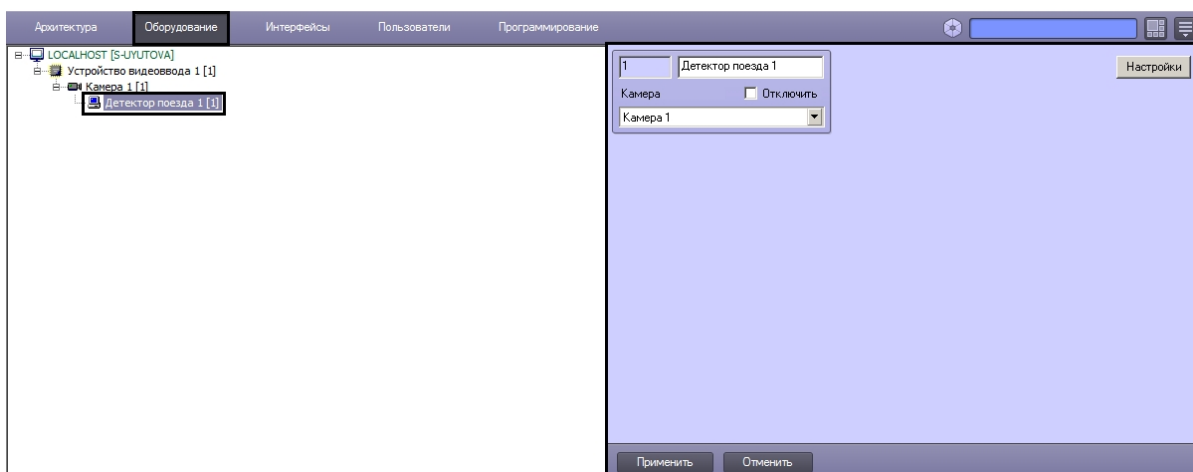 Архитектура Оборудование Интерфейсы Пользователи Программирование
LOCALHOST [S-UYUTOVA]
Устройство видеоввода 1 [1]
Камера 1 [1]
Детектор поезда 1 [1]
1 Детектор поезда 1
Настройки
Камера Отключить
Камера 1
Применить Отменить